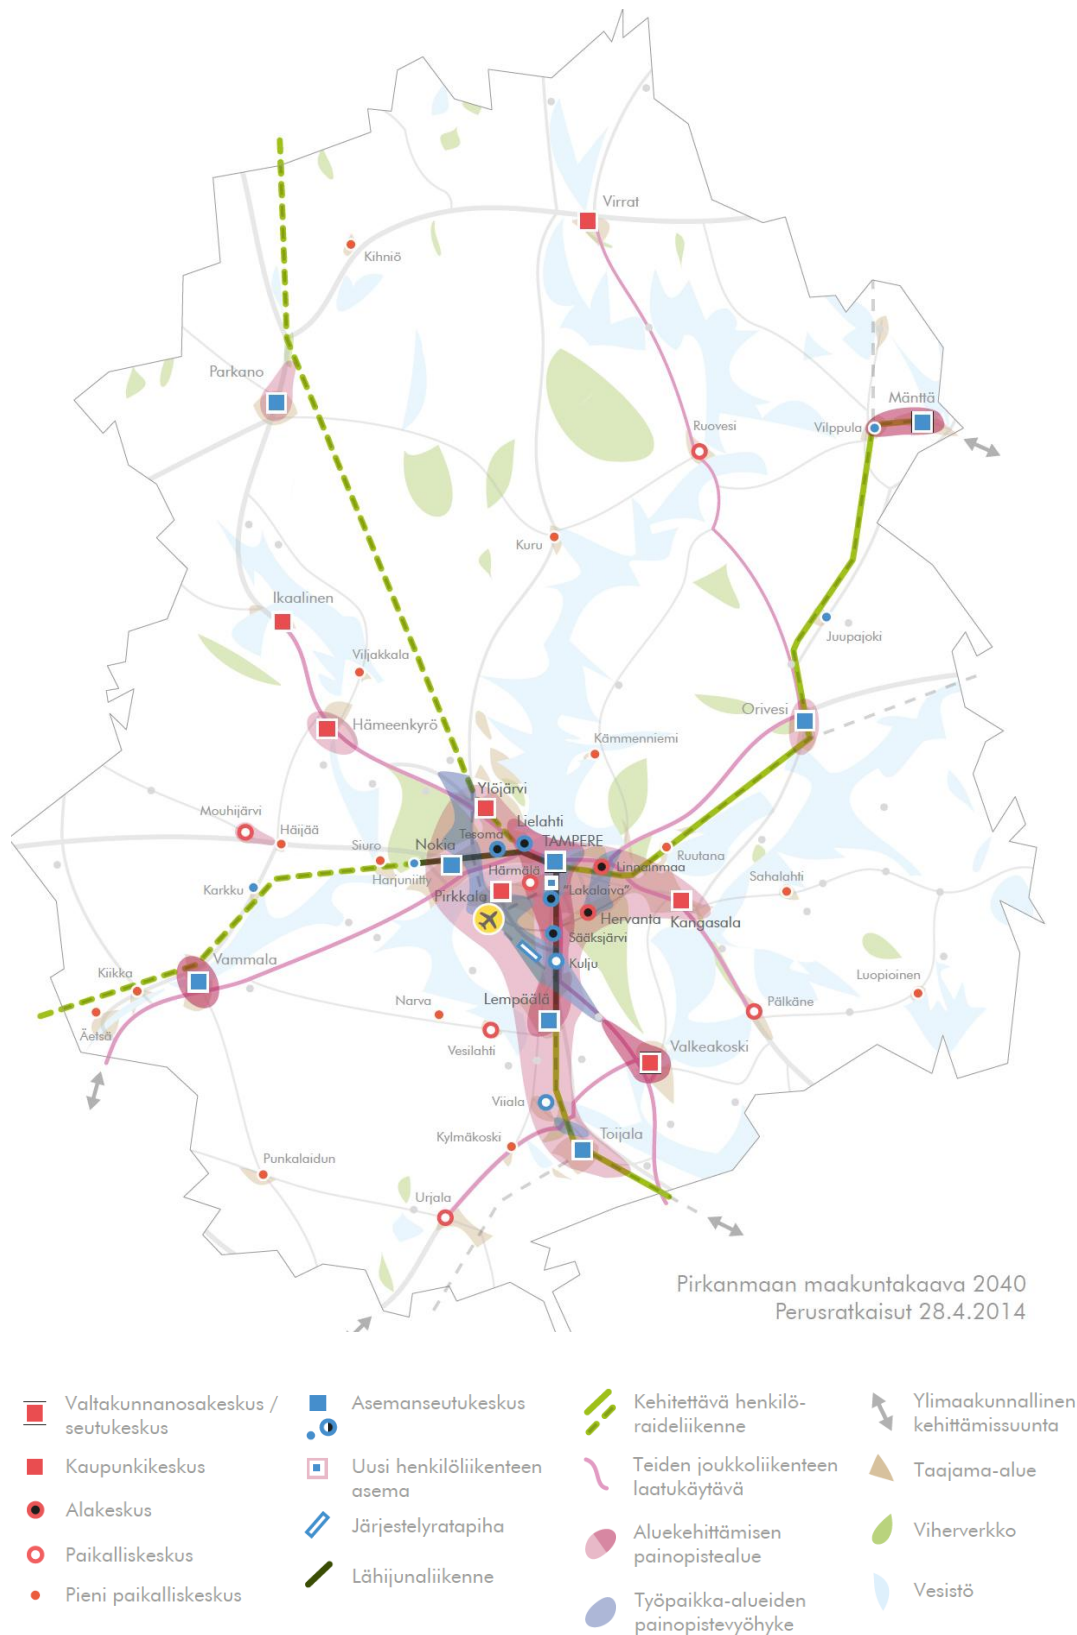 Virrat
Kihniö
Parkano
Mänttä
Vilppula
Ruovesi
Kuru
Ikaalinen
Juupajoki
Viljakkala
Orivesi
Hämeenkyrö
Kämmenniemi
Ylöjärvi
Mouhijärvi
Lielahti
Häijää
Tesoma
TAMPERE
Siuro
Nokia
Ruutana
Härmälä
Linnainmaa
Harjuniitty
Sahalahti
Karkku
Pirkkala
"Lakalaiva"
Hervanta
Kangasala
Sääksjärvi
Vammala
Kulju
Kiikka
Luopioinen
Narva
Lempäälä
Pälkäne
Äetsä
Vesilahti
Valkeakoski
Viiala
Kylmäkoski
Toijala
Punkalaidun
Urjala
Pirkanmaan maakuntakaava 2040
Perusratkaisut 28.4.2014
Valtakunnanosakeskus /
seutukeskus
Kaupunkikeskus
Alakeskus
Paikalliskeskus
Pieni paikalliskeskus
Asemanseutukeskus
Uusi henkilöliikenteen
asema
Järjestelyratapiha
Lähijunaliikenne
Kehitettävä henkilö-
raideliikenne
Teiden joukkoliikenteen
laatukäytävä
Aluekehittämisen
painopistealue
Työpaikka-alueiden
painopistevyöhyke
Ylimaakunnallinen
kehittämissuunta
Taajama-alue
Viherverkko
Vesistö